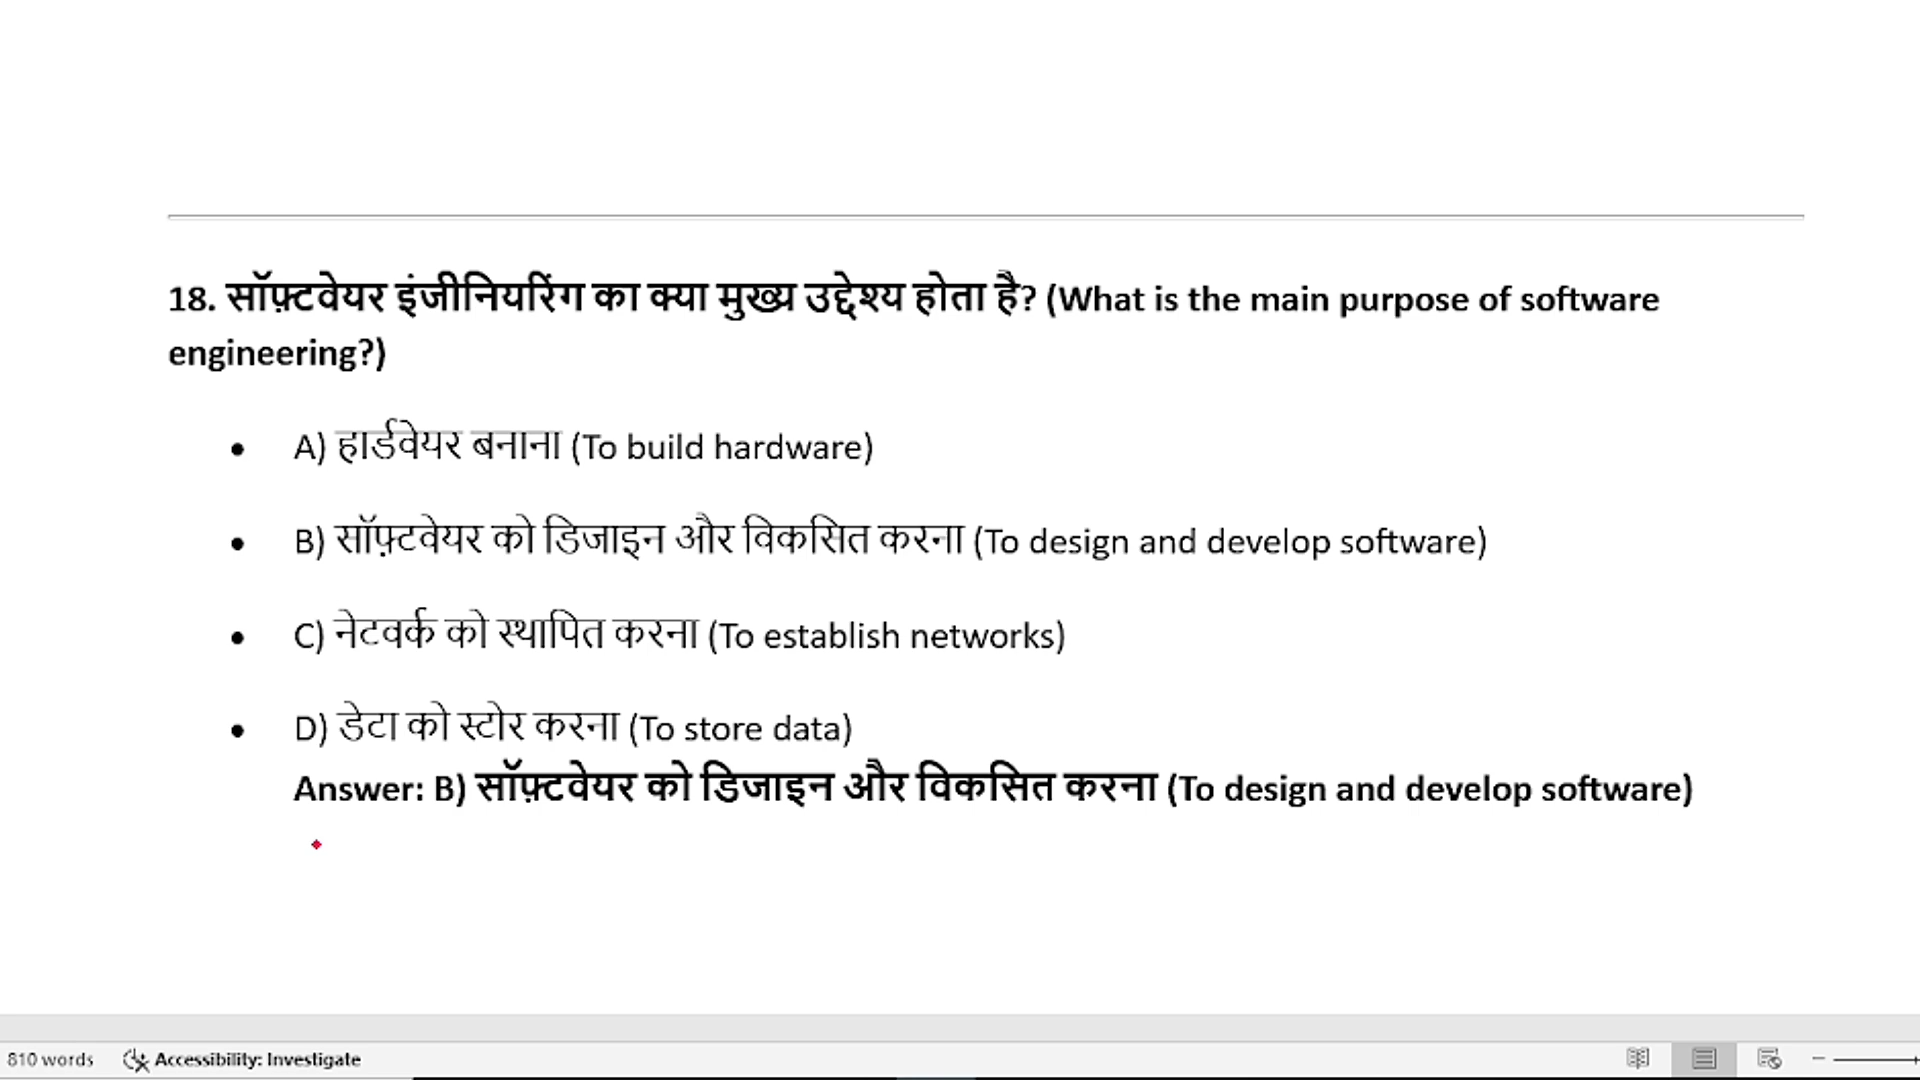 18. सॉफ़्टवेयर इंजीनियरिंग का क्या मुख्य उद्देश्य होता है? (What is the main purpose of software
engineering?)
• A) हार्डवेयर बनाना (To build hardware)
• B) सॉफ़्टवेयर को डिजाइन और विकसित करना (To design and develop software)
• C) नेटवर्क को स्थापित करना (To establish networks)
• D) डेटा को स्टोर करना (To store data)
Answer: B) सॉफ़्टवेयर को डिजाइन और विकसित करना (To design and develop software)
810 words Accessibility: Investigate